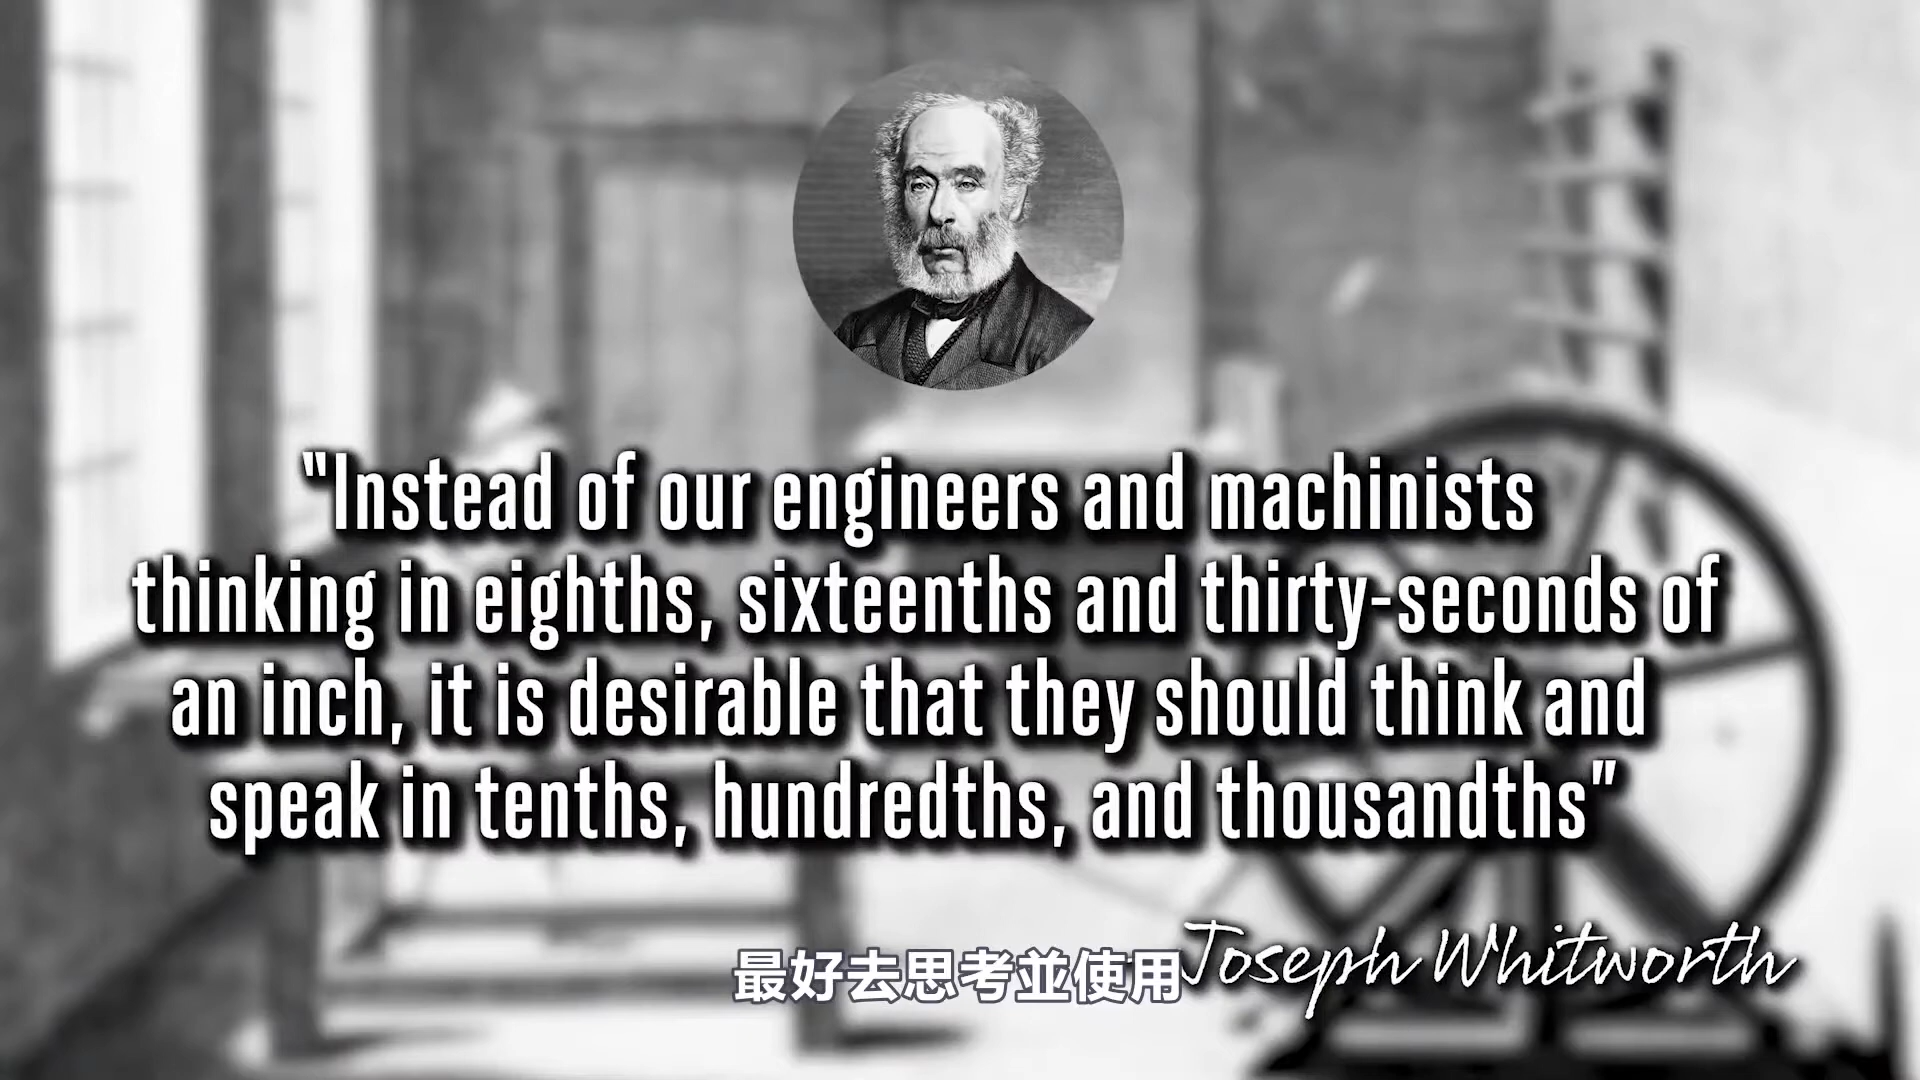 “Instead of our engineers and machinists
thinking in eighths, sixteenths and thirty-seconds of
an inch, it is desirable that they should think and
speak in tenths, hundredths, and thousandths”
Joseph Whitworth
最好去思考並使用